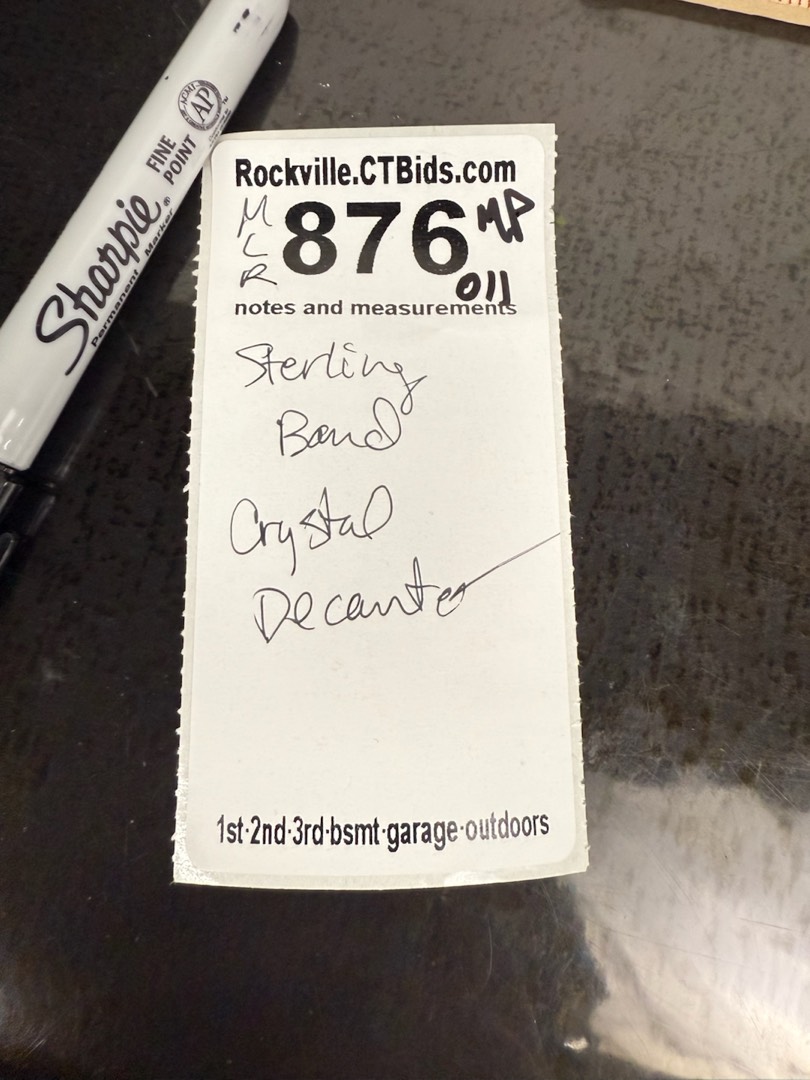 Sharpie®
FINE
POINT
Permanent Marker
ACMI
AP
Rockville.CTBids.com
M
C
R
876
MP
011
notes and measurements
Sterling
Band
Crystal
Decanter
1st·2nd·3rd·bsmt·garage·outdoors